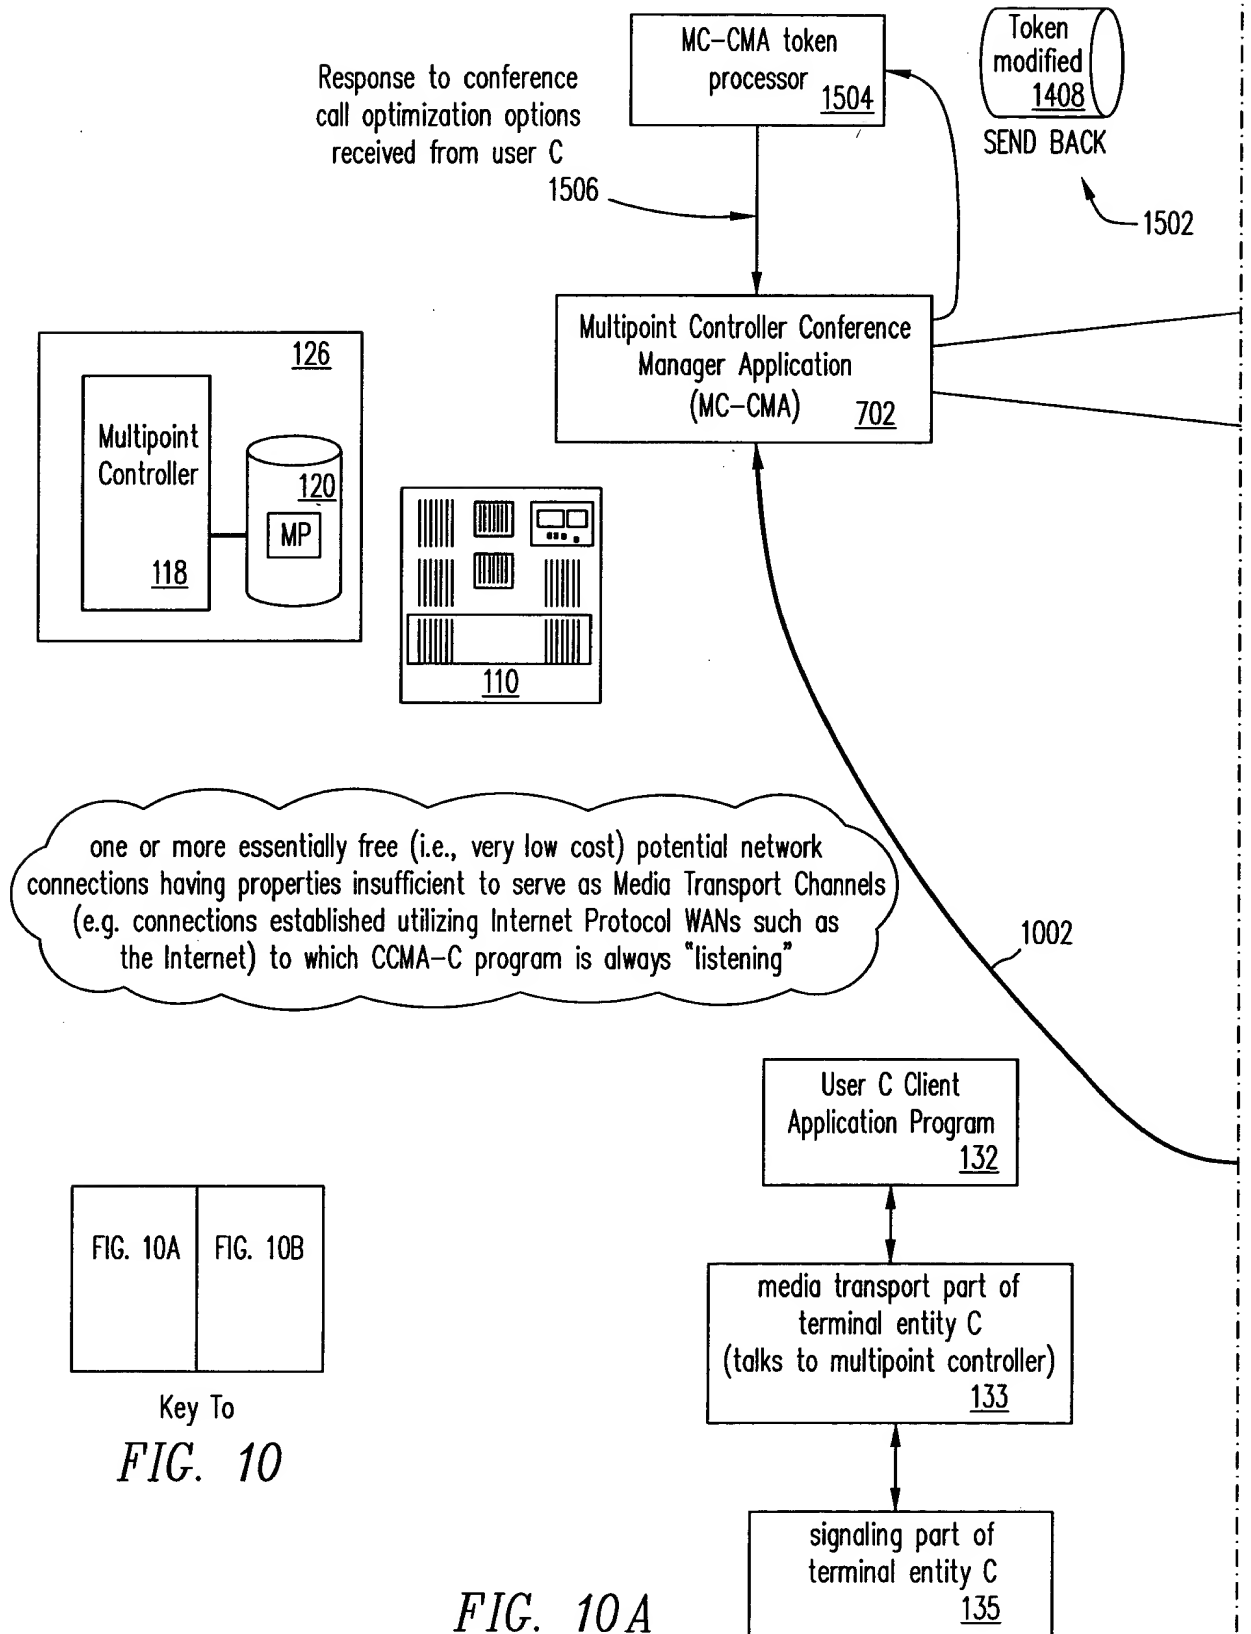 MC-CMA token
processor
1504
Token
modified
1408
SEND BACK
1502
Response to conference
call optimization options
received from user C
1506
Multipoint Controller Conference
Manager Application
(MC-CMA)
702
126
Multipoint
Controller
118
120
MP
110
one or more essentially free (i.e., very low cost) potential network
connections having properties insufficient to serve as Media Transport Channels
(e.g. connections established utilizing Internet Protocol WANs such as
the Internet) to which CCMA-C program is always "listening"
1002
User C Client
Application Program
132
FIG. 10A
FIG. 10B
Key To
FIG. 10
media transport part of
terminal entity C
(talks to multipoint controller)
133
signaling part of
terminal entity C
135
FIG. 10A